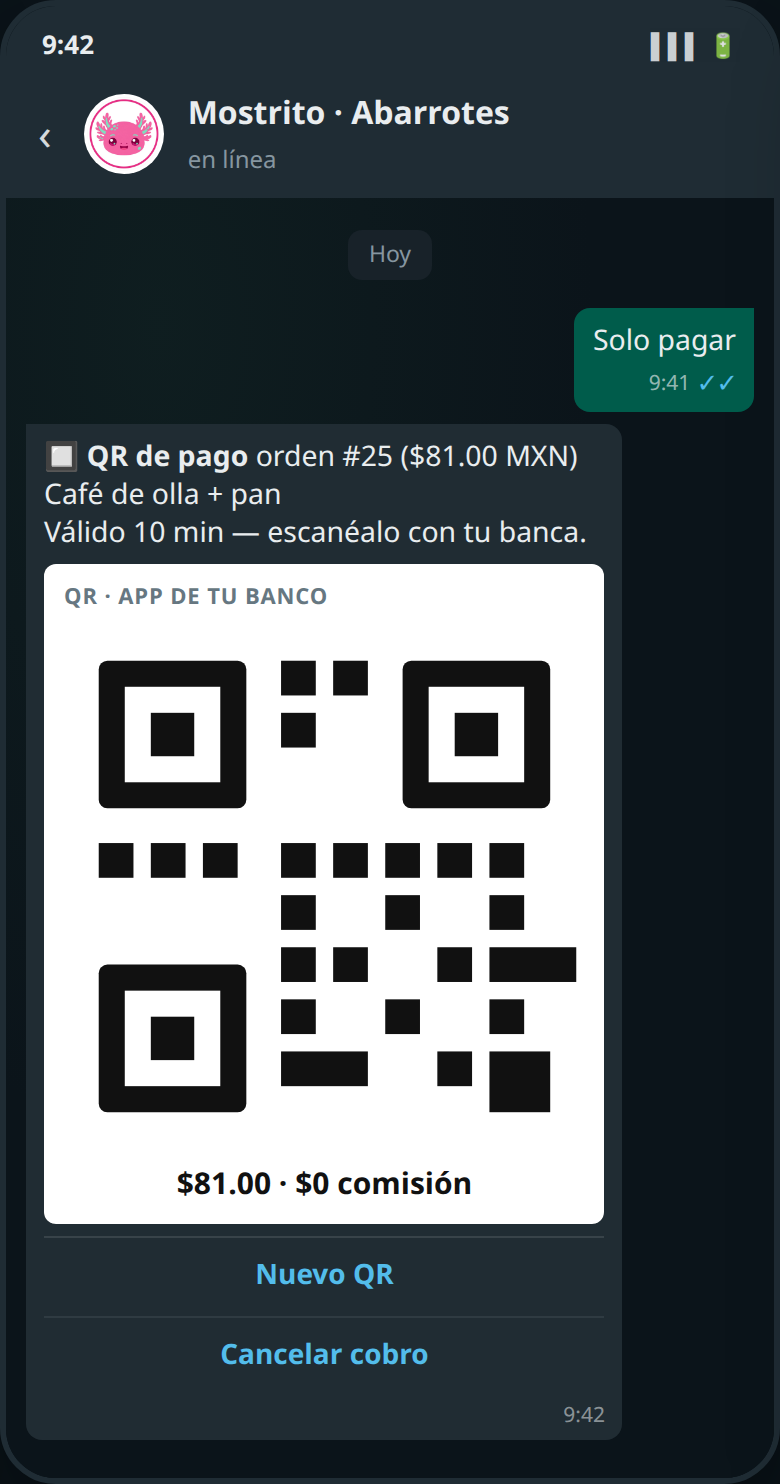 9:42
Mostrito · Abarrotes
en línea
Hoy
Solo pagar
9:41 ✓✓
QR de pago orden #25 ($81.00 MXN)
Café de olla + pan
Válido 10 min — escanéalo con tu banca.
QR · APP DE TU BANCO
$81.00 · $0 comisión
Nuevo QR
Cancelar cobro
9:42